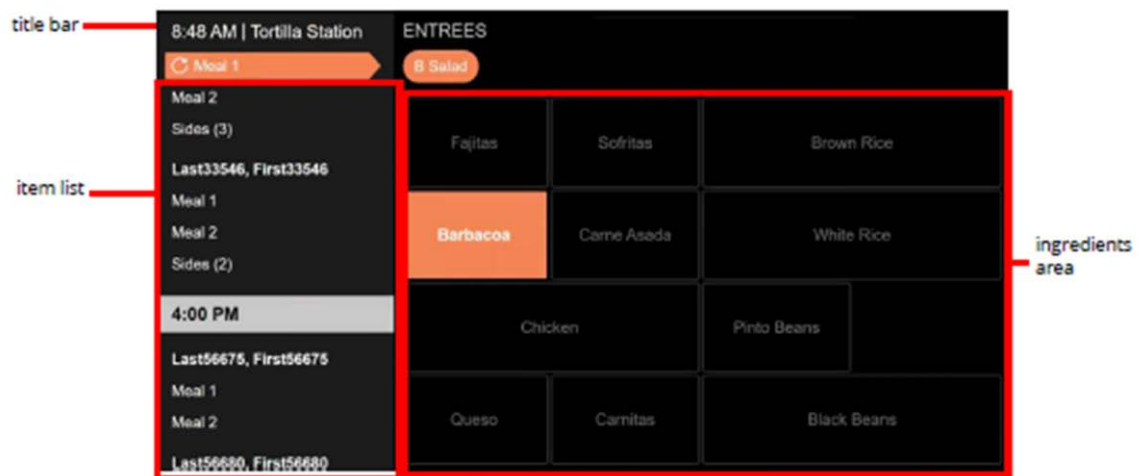 title bar
8:48 AM | Tortilla Station
ENTREES
Meal 1
B Salad
item list
Meal 2
Sides (3)
Last33546, First33546
Meal 1
Meal 2
Sides (2)
4:00 PM
Last56675, First56675
Meal 1
Meal 2
Last56680, First56680
Fajitas
Sofritas
Brown Rice
Barbacoa
Carne Asada
White Rice
Chicken
Pinto Beans
Queso
Carnitas
Black Beans
ingredients
area